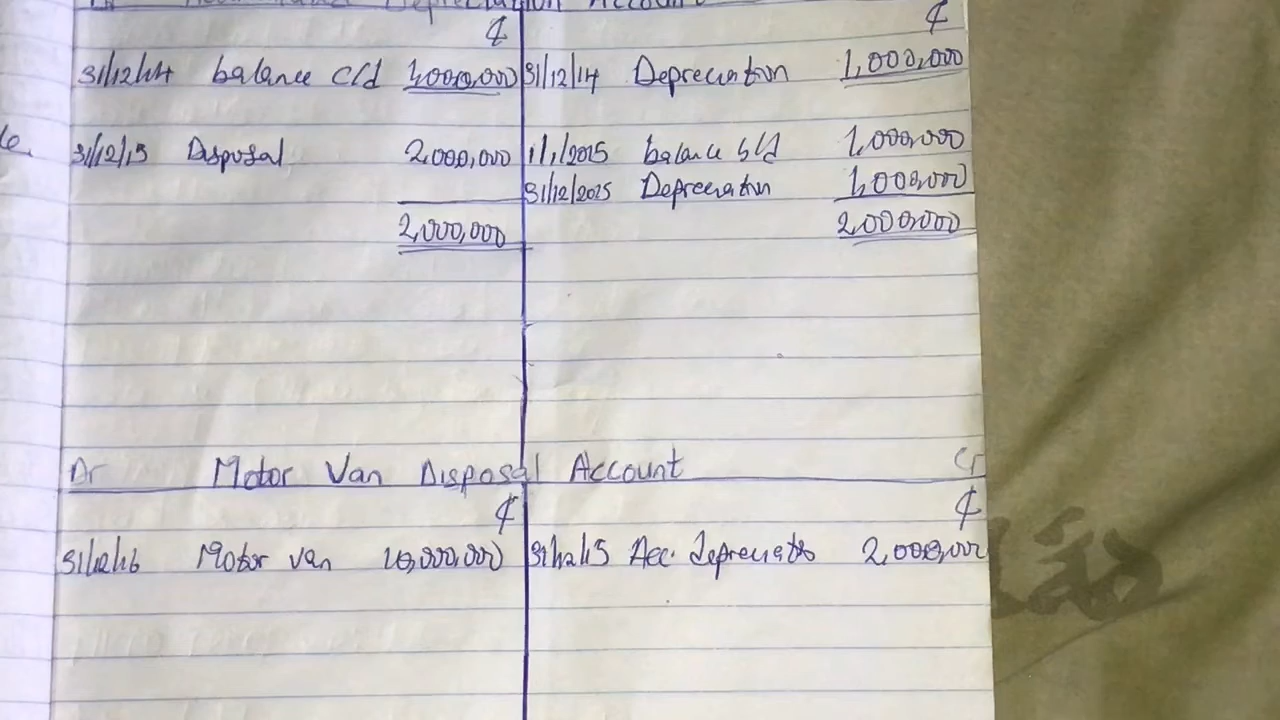 Depreciation Account
₵ ₵
31/12/14 balance c/d 1,000,000 31/12/14 Depreciation 1,000,000
31/12/15 Disposal 2,000,000 1/1/2015 balance b/d 1,000,000
31/12/2015 Depreciation 1,000,000
2,000,000 2,000,000
Dr Motor Van Disposal Account Cr
₵ ₵
31/12/16 Motor van 10,000,000 31/12/15 Acc. depreciation 2,000,000